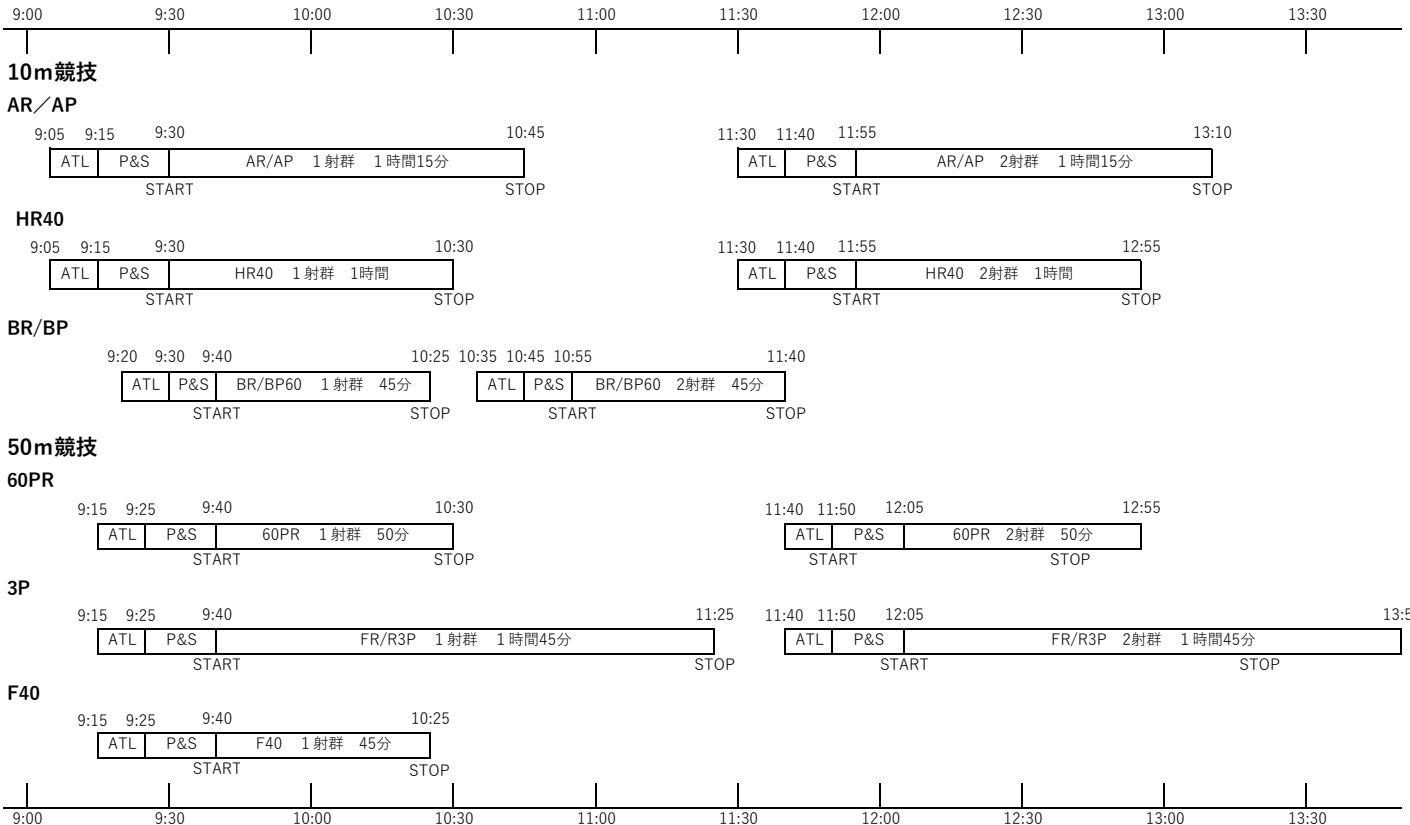 9:00 9:30 10:00 10:30 11:00 11:30 12:00 12:30 13:00 13:30
10m競技
AR／AP
9:05 9:15 9:30 10:45 11:30 11:40 11:55 13:10
ATL P&S AR/AP １射群 １時間15分 ATL P&S AR/AP 2射群 １時間15分
START STOP START STOP
HR40
9:05 9:15 9:30 10:30 11:30 11:40 11:55 12:55
ATL P&S HR40 １射群 1時間 ATL P&S HR40 2射群 1時間
START STOP START STOP
BR/BP
9:20 9:30 9:40 10:25 10:35 10:45 10:55 11:40
ATL P&S BR/BP60 １射群 45分 ATL P&S BR/BP60 2射群 45分
START STOP START STOP
50m競技
60PR
9:15 9:25 9:40 10:30 11:40 11:50 12:05 12:55
ATL P&S 60PR １射群 50分 ATL P&S 60PR 2射群 50分
START STOP START STOP
3P
9:15 9:25 9:40 11:25 11:40 11:50 12:05
ATL P&S FR/R3P １射群 １時間45分 ATL P&S FR/R3P 2射群 １時間45分
START STOP START STOP
F40
9:15 9:25 9:40 10:25
ATL P&S F40 １射群 45分
START STOP
9:00 9:30 10:00 10:30 11:00 11:30 12:00 12:30 13:00 13:30